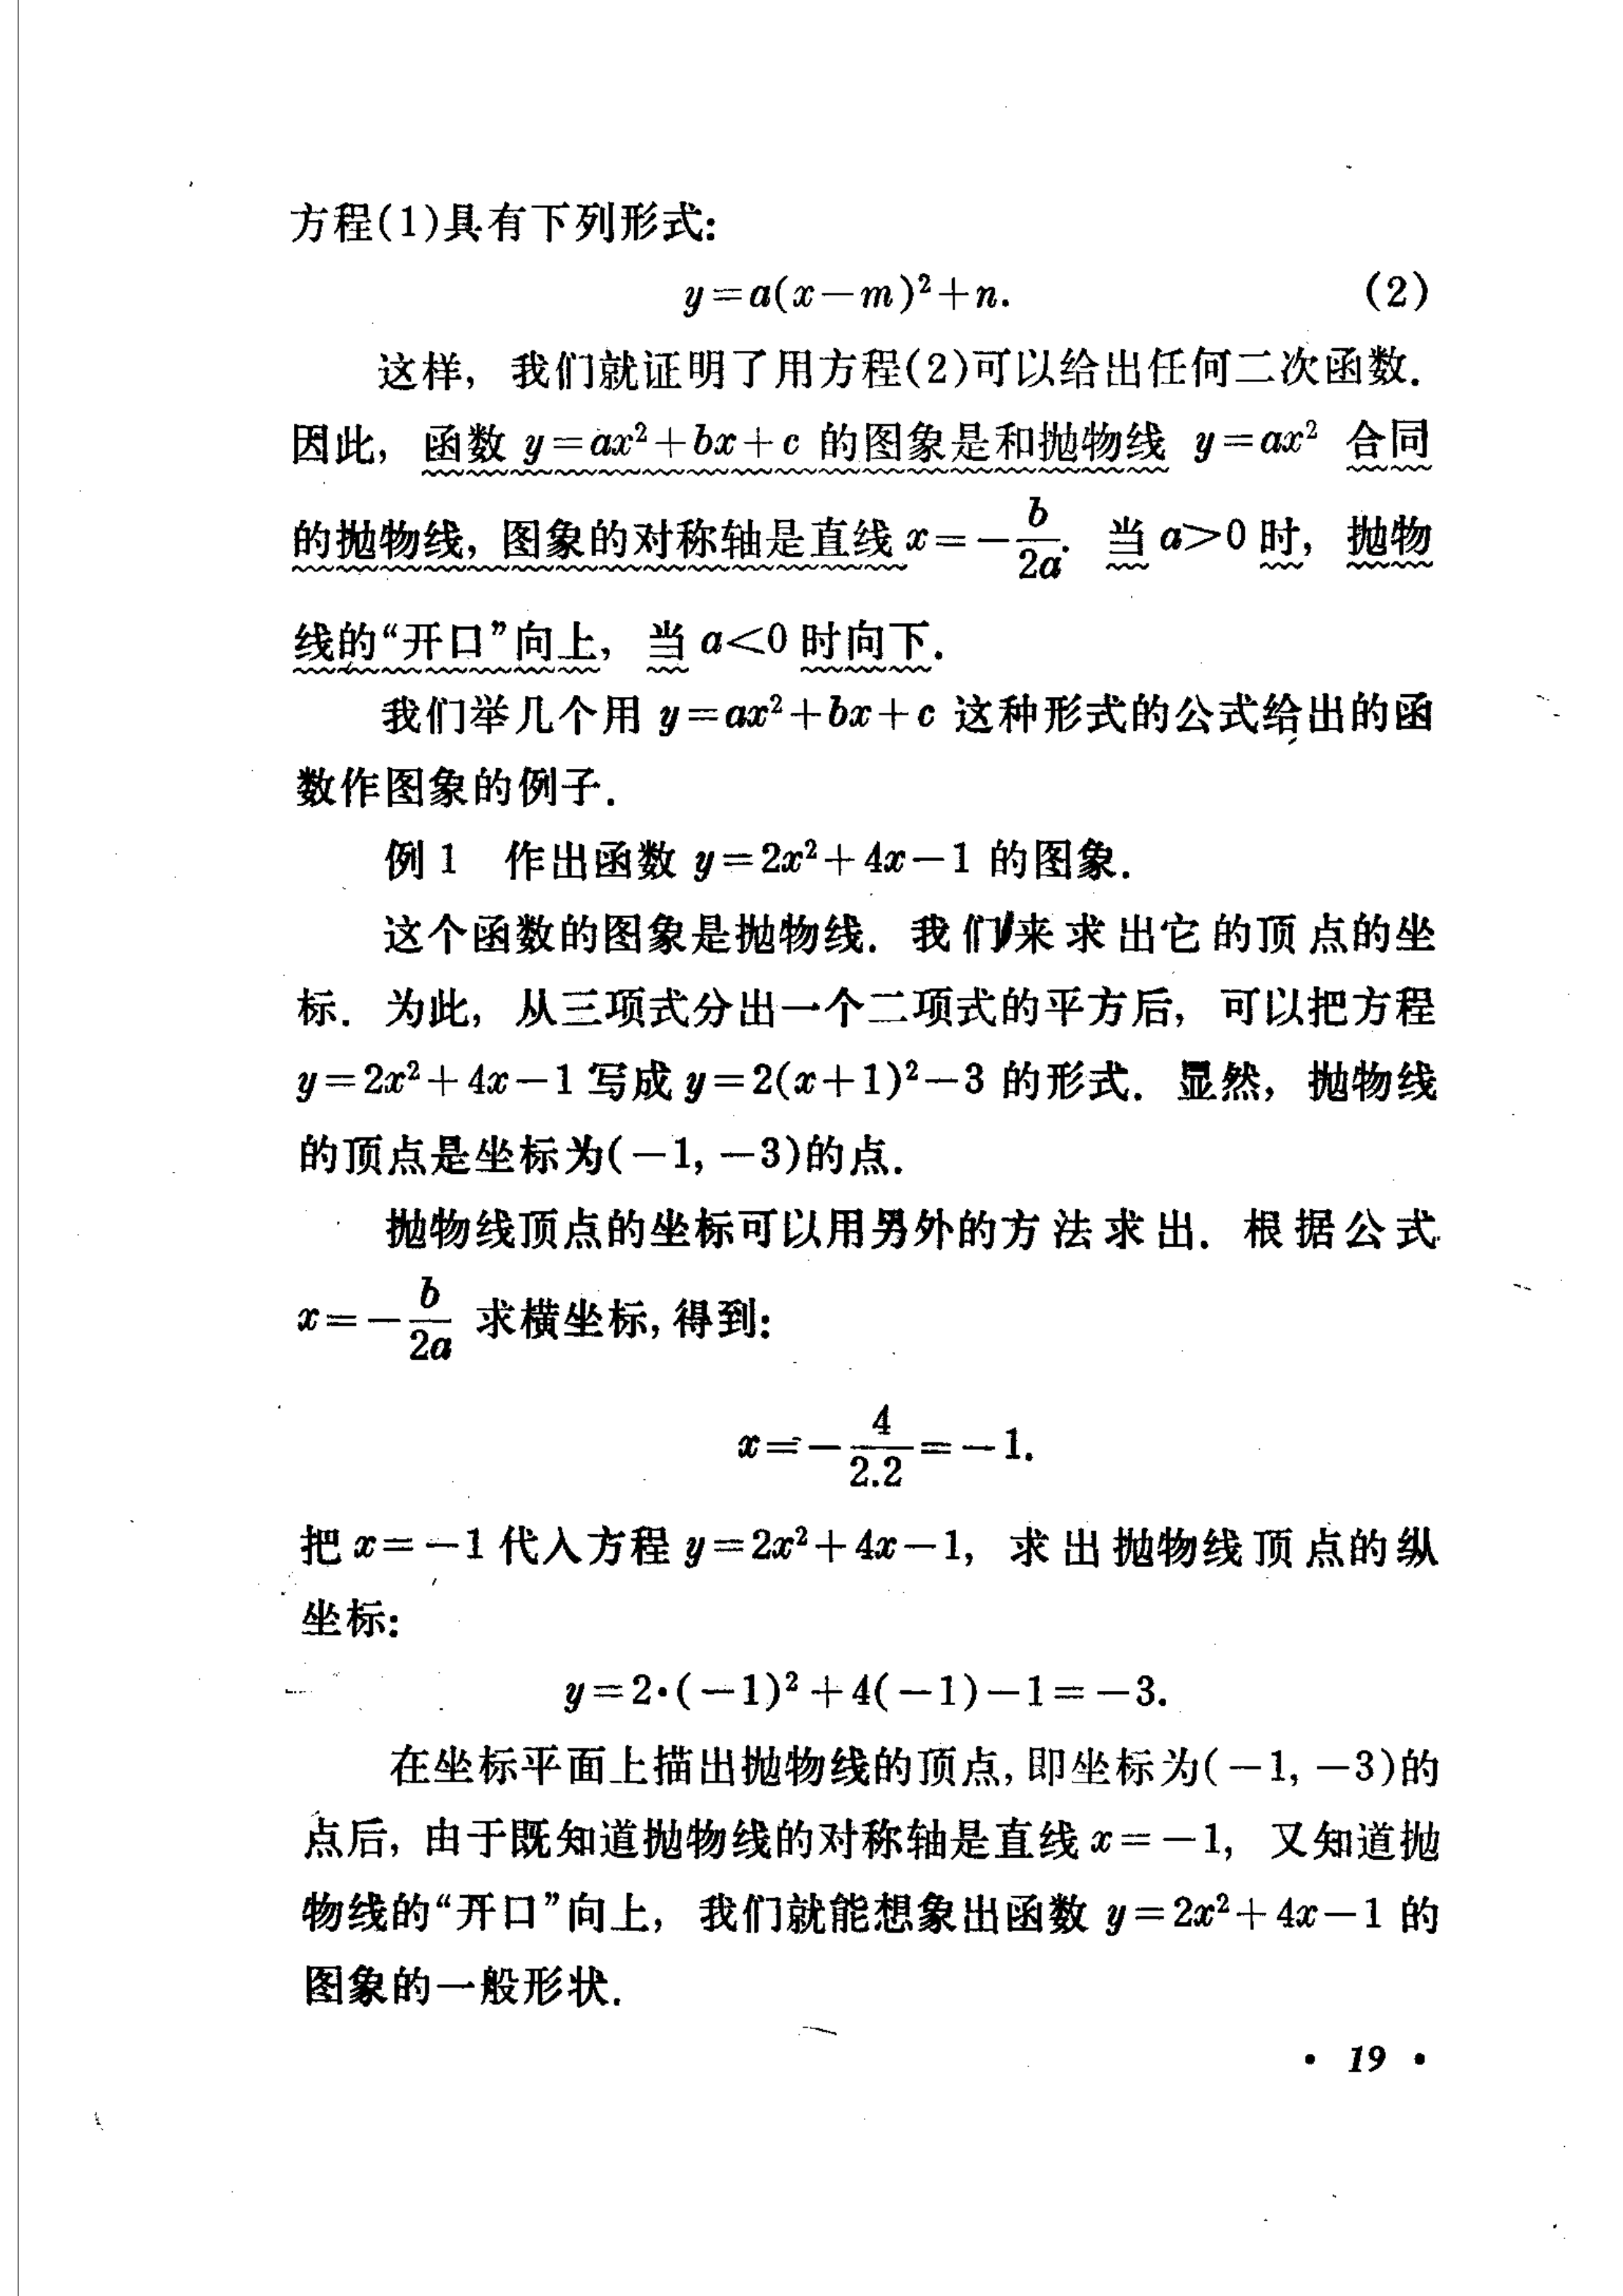 方程(1)具有下列形式:
y=a(x-m)²+n. (2)
这样, 我们就证明了用方程(2)可以给出任何二次函数.
因此, 函数 y=ax²+bx+c 的图象是和抛物线 y=ax² 合同
的抛物线, 图象的对称轴是直线 x=-b/2a. 当 a>0 时, 抛物
线的“开口”向上, 当 a<0 时向下.
我们举几个用 y=ax²+bx+c 这种形式的公式给出的函
数作图象的例子.
例 1 作出函数 y=2x²+4x-1 的图象.
这个函数的图象是抛物线. 我们来求出它的顶点的坐
标. 为此, 从三项式分出一个二项式的平方后, 可以把方程
y=2x²+4x-1 写成 y=2(x+1)²-3 的形式. 显然, 抛物线
的顶点是坐标为(-1, -3)的点.
抛物线顶点的坐标可以用另外的方法求出. 根据公式
x=-b/2a 求横坐标, 得到:
x=-4/2.2=-1.
把 x=-1 代入方程 y=2x²+4x-1, 求出抛物线顶点的纵
坐标:
y=2·(-1)²+4(-1)-1=-3.
在坐标平面上描出抛物线的顶点, 即坐标为(-1, -3)的
点后, 由于既知道抛物线的对称轴是直线 x=-1, 又知道抛
物线的“开口”向上, 我们就能想象出函数 y=2x²+4x-1 的
图象的一般形状.
· 19 ·